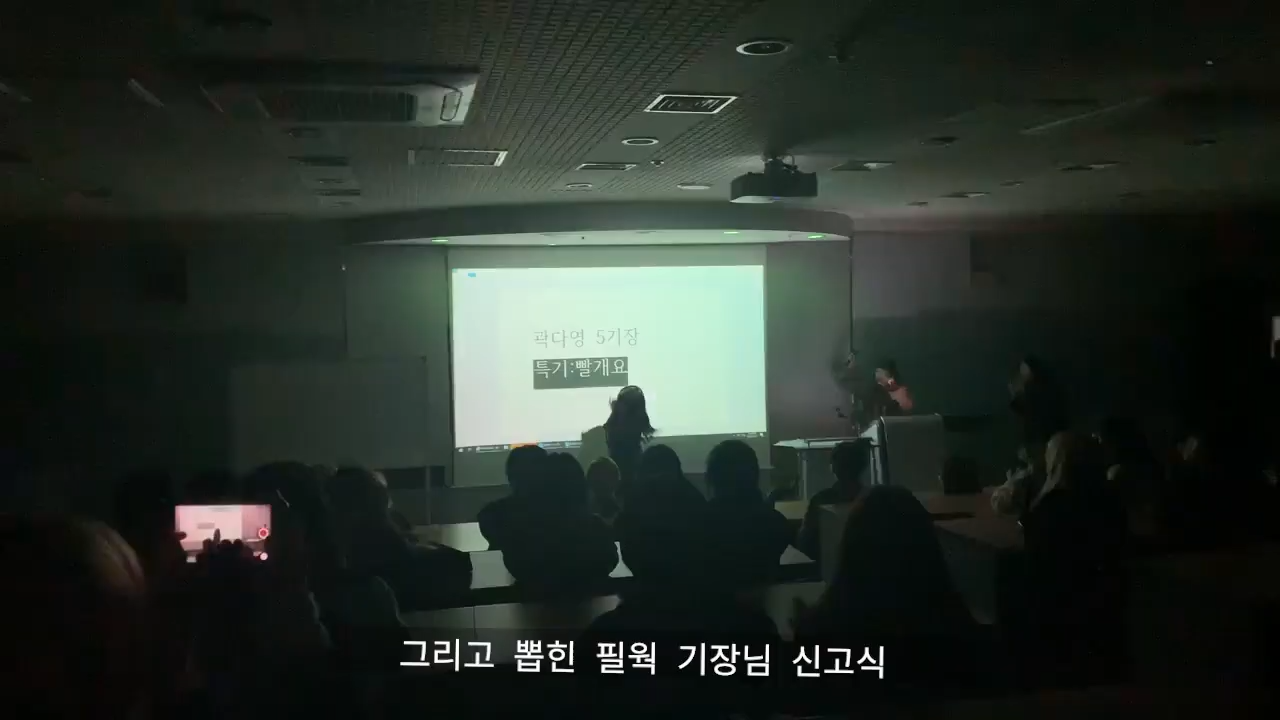 곽다영 5기장
특기:빨개요
그리고 뽑힌 필웍 기장님 신고식